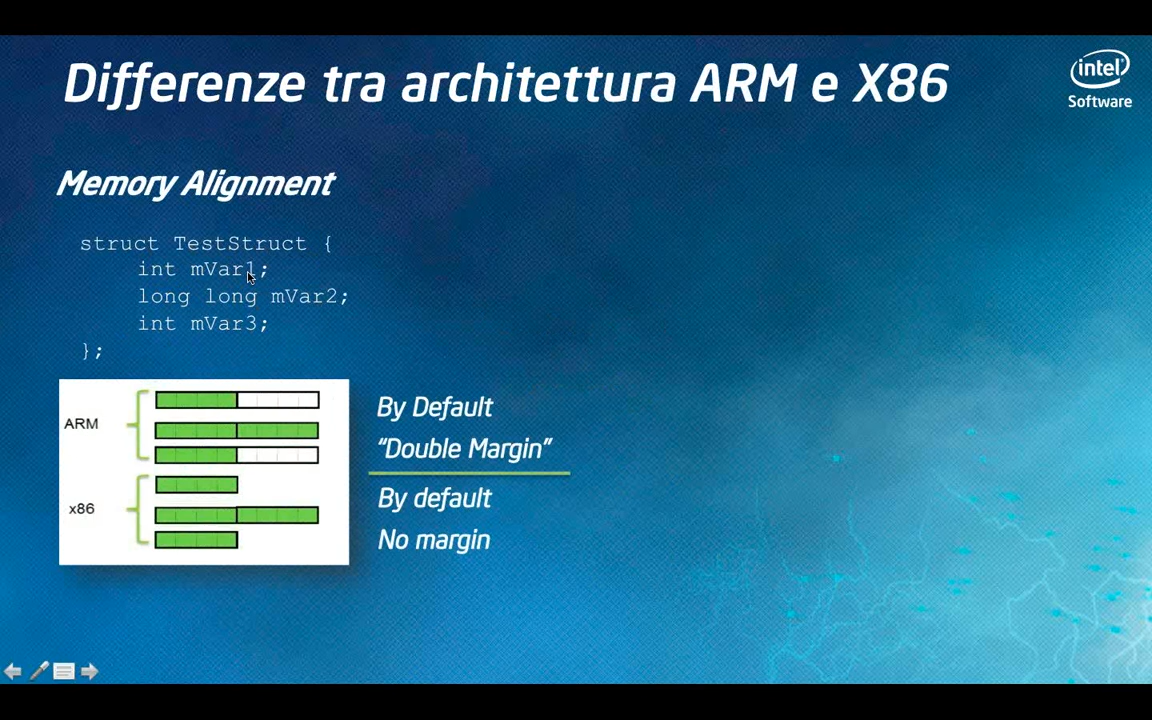 Differenze tra architettura ARM e X86
intel
Software
Memory Alignment
struct TestStruct {
int mVar1;
long long mVar2;
int mVar3;
};
ARM
x86
By Default
“Double Margin”
By default
No margin